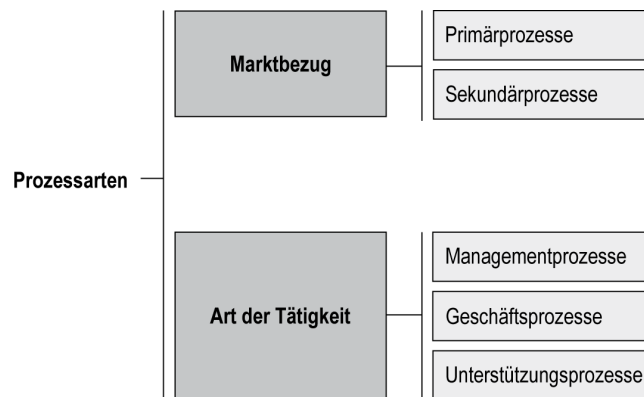 Prozessarten
Marktbezug
Primärprozesse
Sekundärprozesse
Art der Tätigkeit
Managementprozesse
Geschäftsprozesse
Unterstützungsprozesse